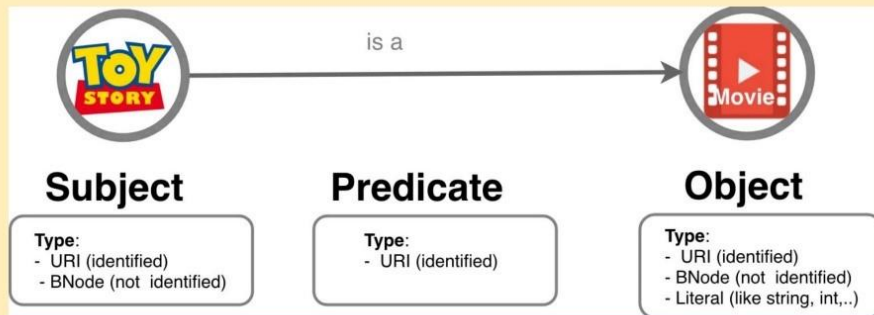 is a
TOY
STORY
Movie
Subject
Predicate
Object
Type:
- URI (identified)
- BNode (not identified)
Type:
- URI (identified)
Type:
- URI (identified)
- BNode (not identified)
- Literal (like string, int,..)